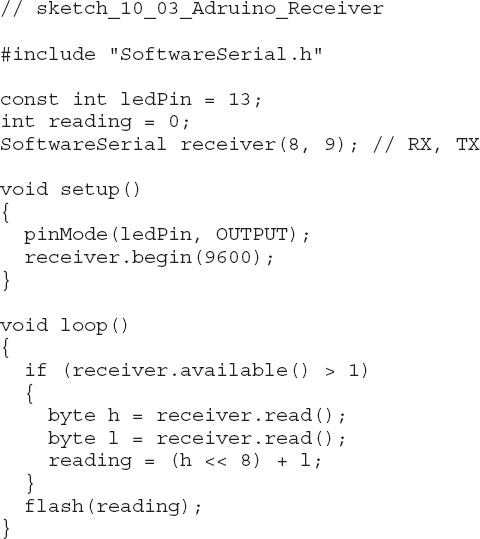 // sketch_10_03_Adruino_Receiver
#include "SoftwareSerial.h"
const int ledPin = 13;
int reading = 0;
SoftwareSerial receiver(8, 9); // RX, TX
void setup()
{
  pinMode(ledPin, OUTPUT);
  receiver.begin(9600);
}
void loop()
{
  if (receiver.available() > 1)
  {
    byte h = receiver.read();
    byte l = receiver.read();
    reading = (h << 8) + l;
  }
  flash(reading);
}